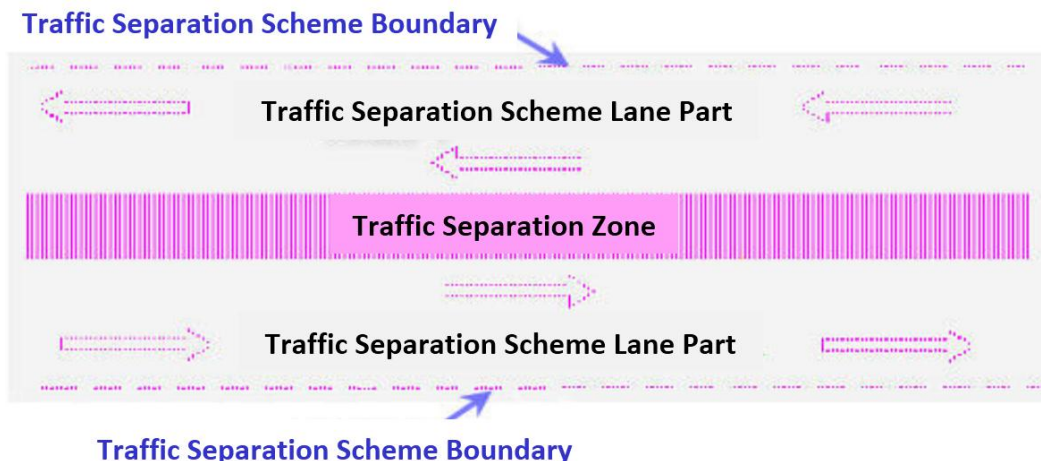 Traffic Separation Scheme Boundary
Traffic Separation Scheme Lane Part
Traffic Separation Zone
Traffic Separation Scheme Lane Part
Traffic Separation Scheme Boundary